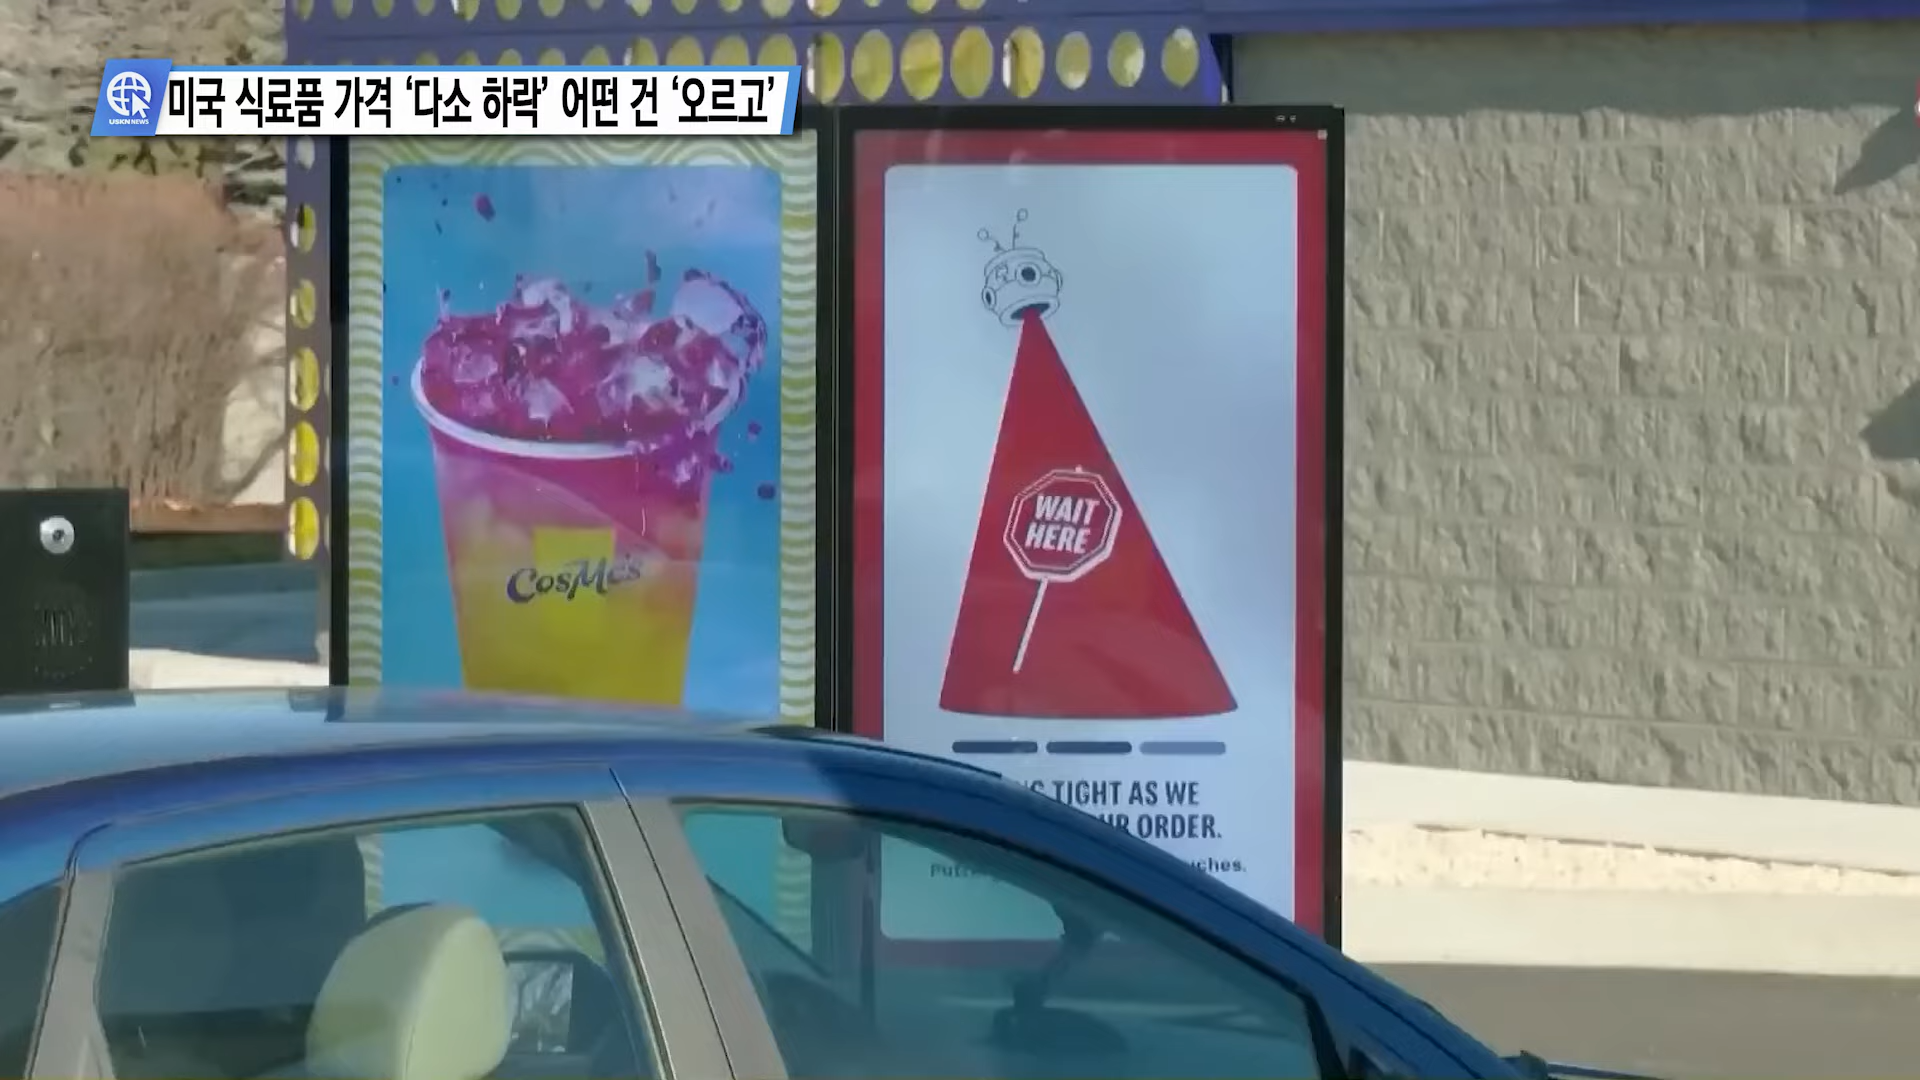 미국 식료품 가격 ‘다소 하락’ 어떤 건 ‘오르고’
USKN NEWS
CosMc's
WAIT
HERE
TIGHT AS WE
ORDER.